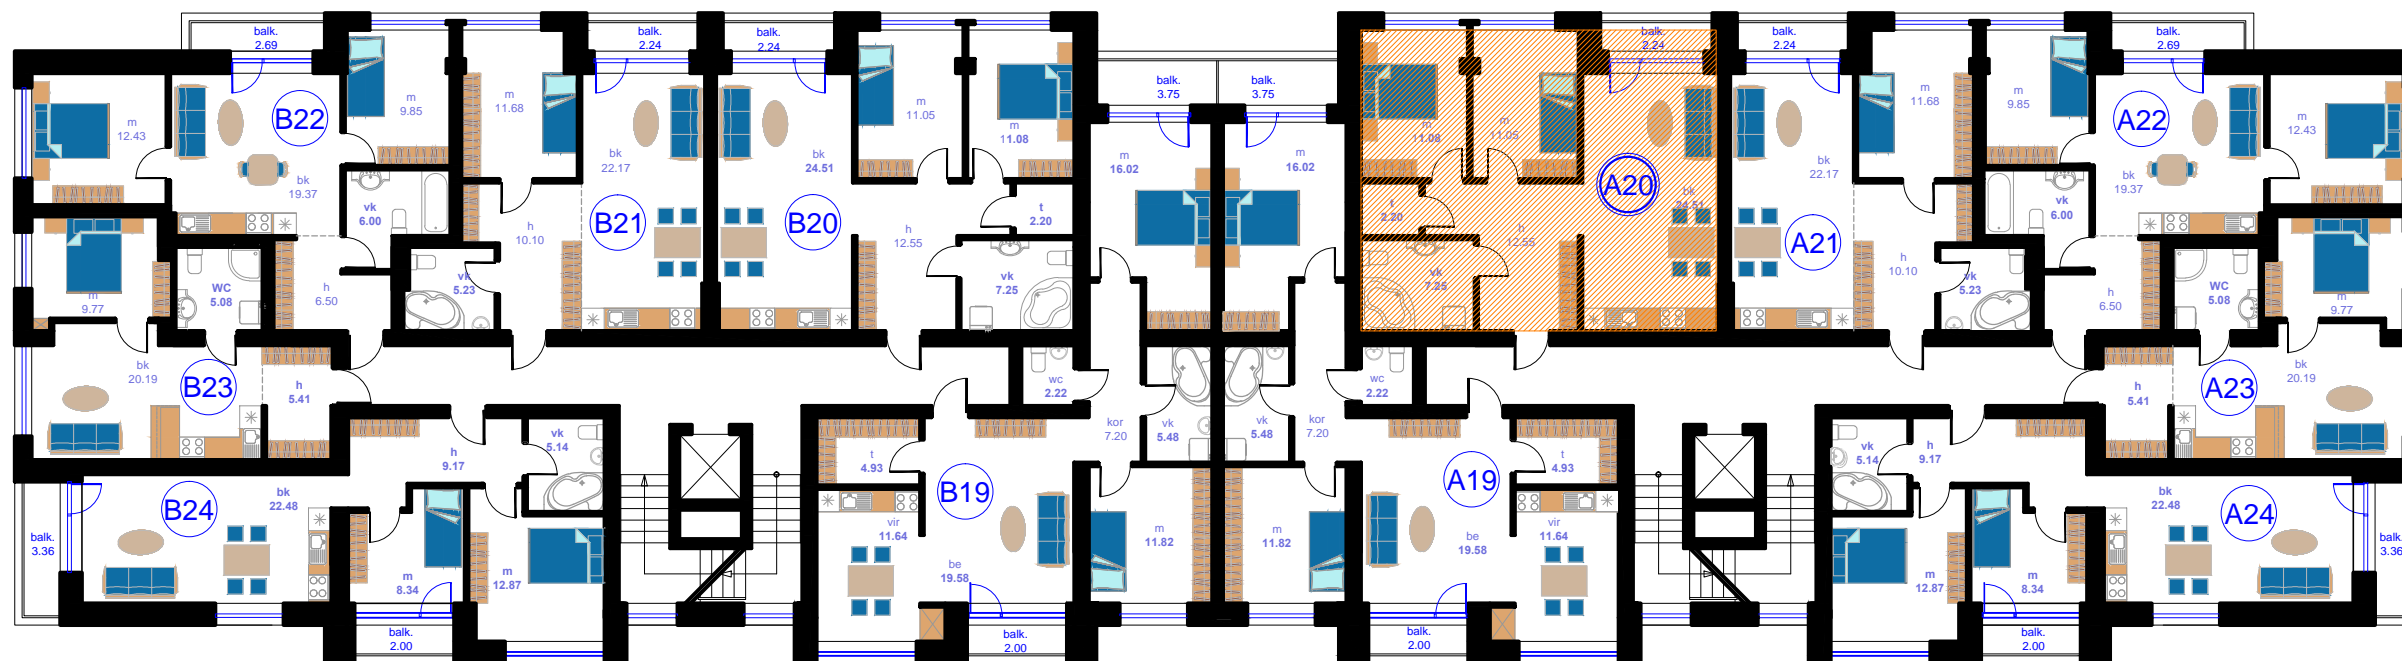 balk.
2.69
balk.
2.24
balk.
2.24
balk.
2.24
balk.
2.24
balk.
2.69
m
12.43
B22
bk
19.37
m
9.85
vk
6.00
m
11.68
bk
22.17
B21
h
10.10
vk
5.23
h
6.50
WC
5.08
m
9.77
bk
24.51
B20
m
11.05
m
11.08
t
2.20
h
12.55
vk
7.25
balk.
3.75
balk.
3.75
m
16.02
m
16.02
m
11.08
m
11.05
A20
bk
24.51
t
2.20
h
12.55
vk
7.25
bk
22.17
A21
m
11.68
h
10.10
vk
5.23
m
9.85
A22
bk
19.37
vk
6.00
m
12.43
h
6.50
WC
5.08
m
9.77
bk
20.19
B23
h
5.41
wc
2.22
kor
7.20
vk
5.48
vk
5.48
kor
7.20
wc
2.22
h
5.41
A23
bk
20.19
balk.
3.36
B24
bk
22.48
h
9.17
vk
5.14
m
8.34
m
12.87
balk.
2.00
t
4.93
B19
vir
11.64
be
19.58
balk.
2.00
m
11.82
m
11.82
A19
t
4.93
be
19.58
vir
11.64
balk.
2.00
vk
5.14
h
9.17
m
12.87
m
8.34
balk.
2.00
bk
22.48
A24
balk.
3.36